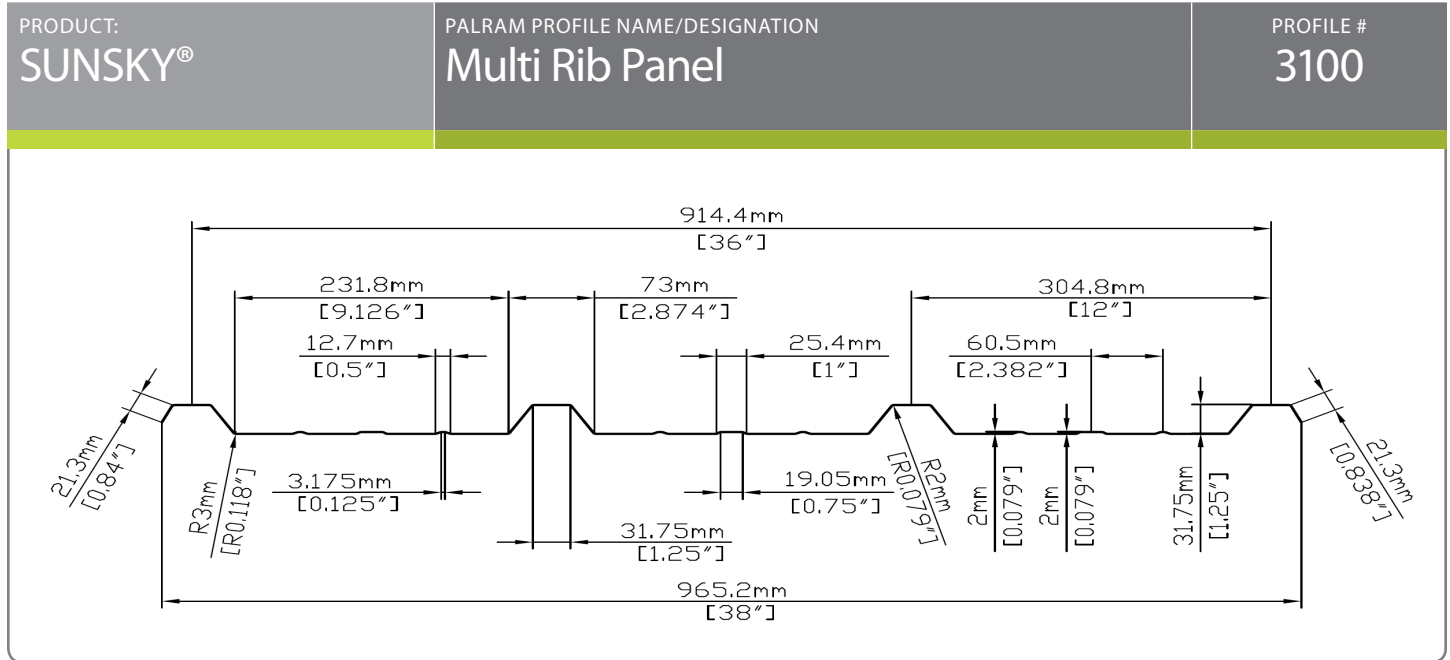 PRODUCT:
SUNSKY®
PALRAM PROFILE NAME/DESIGNATION
Multi Rib Panel
PROFILE #
3100
914.4mm
[36"]
231.8mm
[9.126"]
73mm
[2.874"]
304.8mm
[12"]
12.7mm
[0.5"]
25.4mm
[1"]
60.5mm
[2.382"]
21.3mm
[0.84"]
R3mm
[R0.118"]
3.175mm
[0.125"]
31.75mm
[1.25"]
19.05mm
[0.75"]
R2mm
[R0.079"]
2mm
[0.079"]
2mm
[0.079"]
31.75mm
[1.25"]
21.3mm
[0.838"]
965.2mm
[38"]